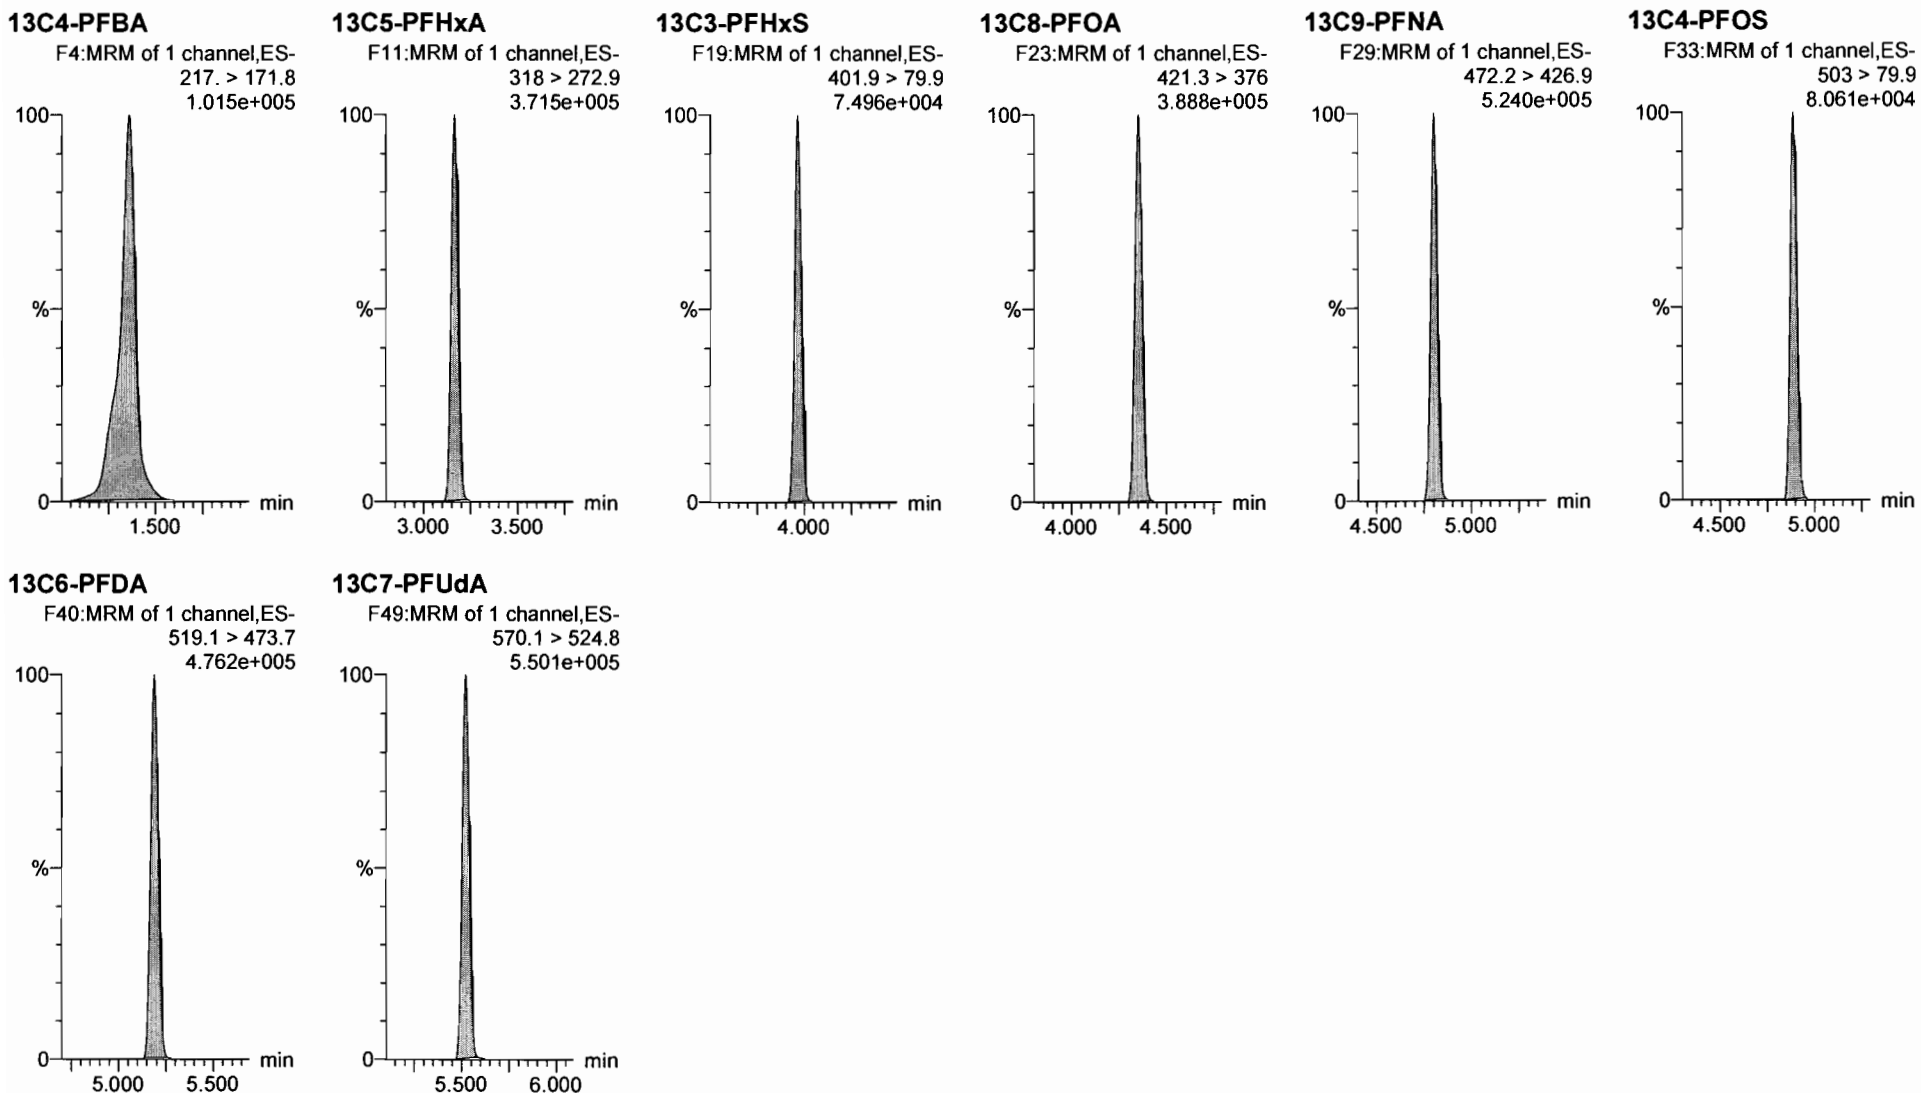 13C4-PFBA
F4:MRM of 1 channel,ES-
217. > 171.8
1.015e+005
100
%
0
min
1.500
13C5-PFHxA
F11:MRM of 1 channel,ES-
318 > 272.9
3.715e+005
100
%
0
min
3.000 3.500
13C3-PFHxS
F19:MRM of 1 channel,ES-
401.9 > 79.9
7.496e+004
100
%
0
min
4.000
13C8-PFOA
F23:MRM of 1 channel,ES-
421.3 > 376
3.888e+005
100
%
0
min
4.000 4.500
13C9-PFNA
F29:MRM of 1 channel,ES-
472.2 > 426.9
5.240e+005
100
%
0
min
4.500 5.000
13C4-PFOS
F33:MRM of 1 channel,ES-
503 > 79.9
8.061e+004
100
%
0
min
4.500 5.000
13C6-PFDA
F40:MRM of 1 channel,ES-
519.1 > 473.7
4.762e+005
100
%
0
min
5.000 5.500
13C7-PFUdA
F49:MRM of 1 channel,ES-
570.1 > 524.8
5.501e+005
100
%
0
min
5.500 6.000